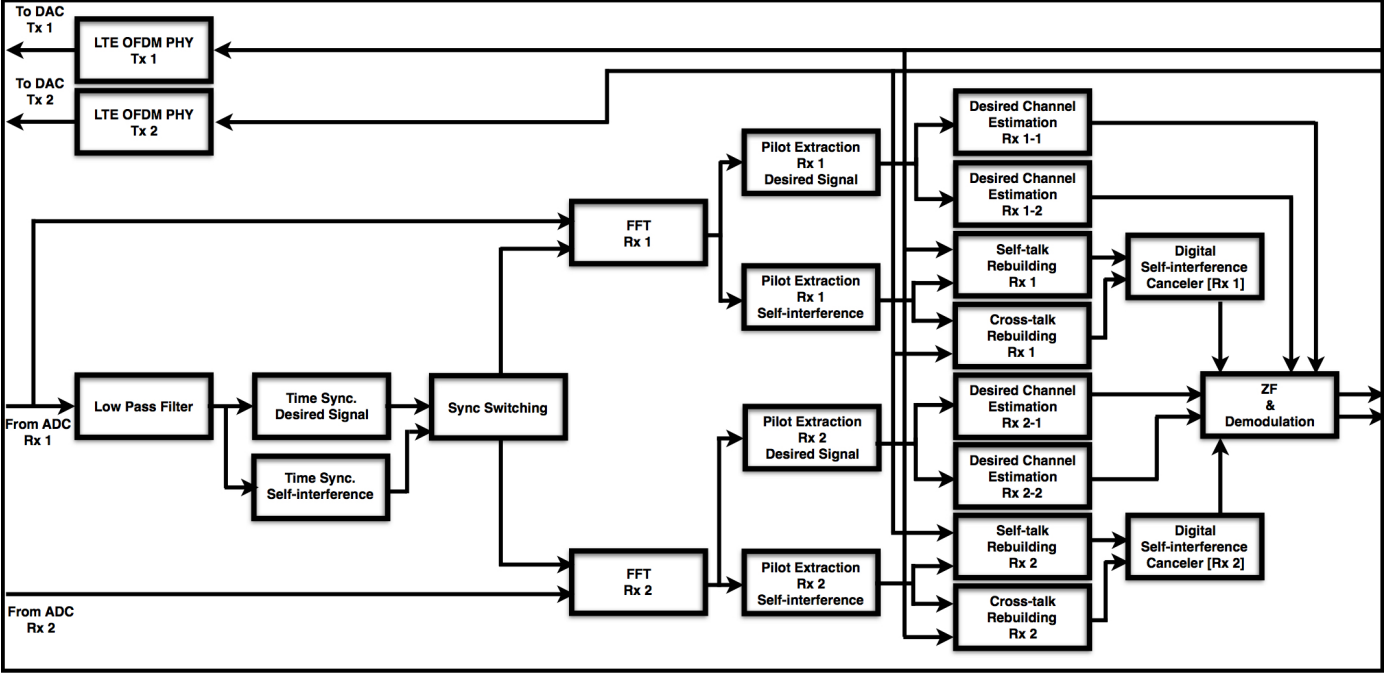 To DAC
Tx 1
LTE OFDM PHY
Tx 1
To DAC
Tx 2
LTE OFDM PHY
Tx 2
Desired Channel
Estimation
Rx 1-1
Pilot Extraction
Rx 1
Desired Signal
Desired Channel
Estimation
Rx 1-2
FFT
Rx 1
Self-talk
Rebuilding
Rx 1
Digital
Self-interference
Canceler [Rx 1]
Pilot Extraction
Rx 1
Self-interference
Cross-talk
Rebuilding
Rx 1
From ADC
Rx 1
Low Pass Filter
Time Sync.
Desired Signal
Sync Switching
Desired Channel
Estimation
Rx 2-1
ZF
&
Demodulation
Pilot Extraction
Rx 2
Desired Signal
Time Sync.
Self-interference
Desired Channel
Estimation
Rx 2-2
Self-talk
Rebuilding
Rx 2
Digital
Self-interference
Canceler [Rx 2]
FFT
Rx 2
Pilot Extraction
Rx 2
Self-interference
Cross-talk
Rebuilding
Rx 2
From ADC
Rx 2